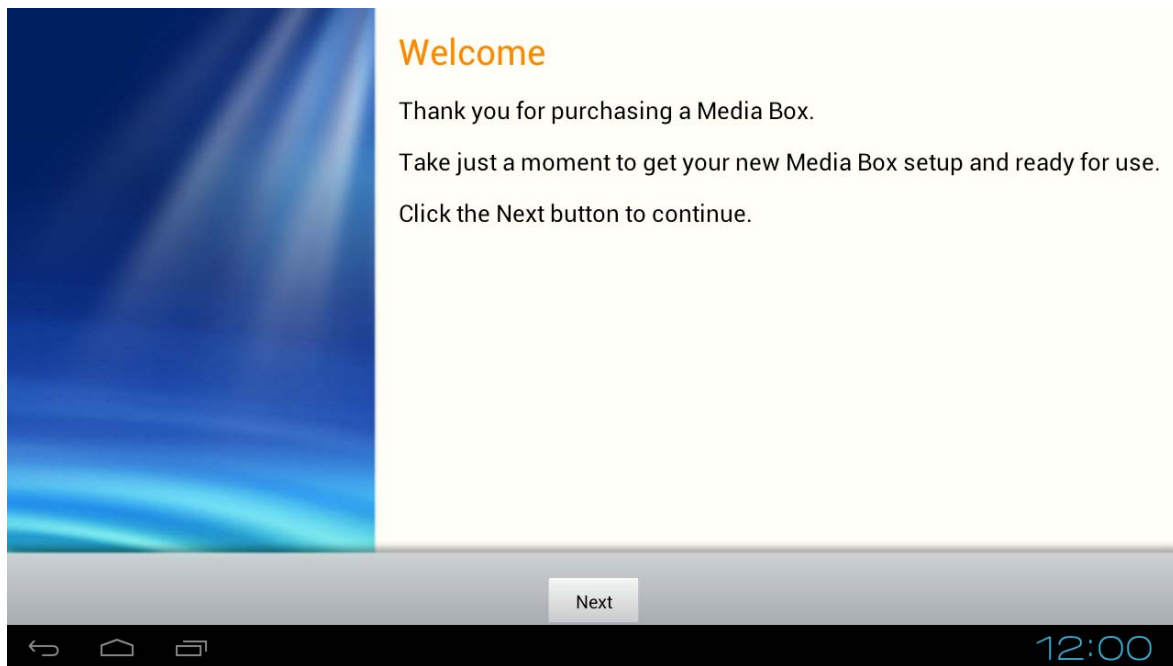 Welcome
Thank you for purchasing a Media Box.
Take just a moment to get your new Media Box setup and ready for use.
Click the Next button to continue.
Next
12:00